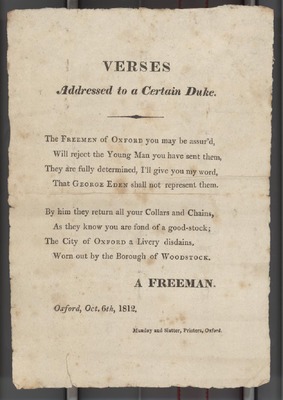 VERSES
Addressed to a Certain Duke.
The FREEMEN of OXFORD you may be assur'd,
Will reject the Young Man you have sent them,
They are fully determined, I'll give you my word,
That GEORGE EDEN shall not represent them.
By him they return all your Collars and Chains,
As they know you are fond of a good-stock;
The City of OXFORD a Livery disdains,
Worn out by the Borough of WOODSTOCK.
A FREEMAN.
Oxford, Oct. 6th, 1812.
Munday and Slatter, Printers, Oxford.